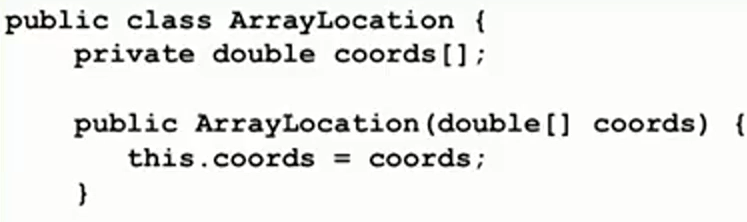 public class ArrayLocation {
    private double coords[];
    public ArrayLocation(double[] coords) {
        this.coords = coords;
    }